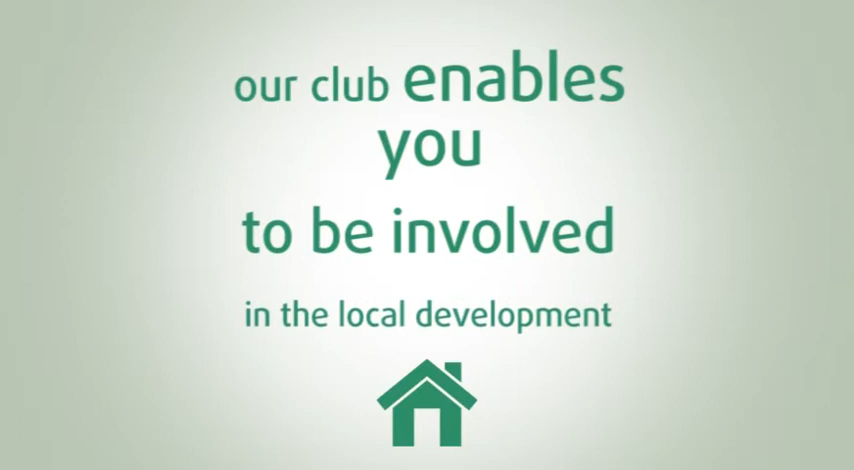 our club enables
you
to be involved
in the local development